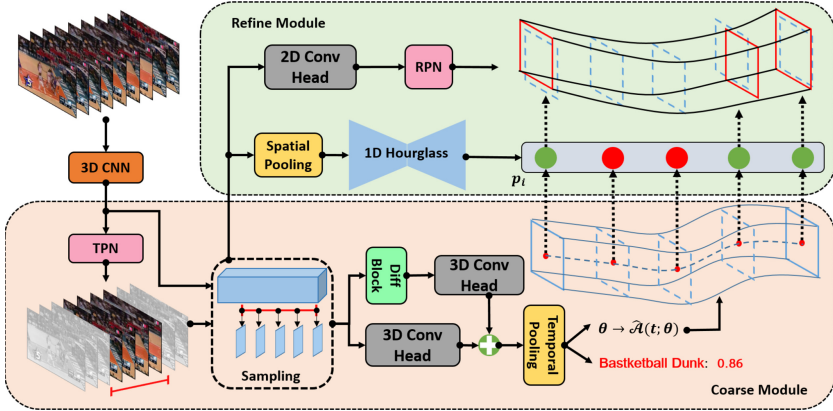 Refine Module
2D Conv
Head
RPN
Spatial
Pooling
1D Hourglass
p_i
3D CNN
TPN
Sampling
Diff
Block
3D Conv
Head
3D Conv
Head
Temporal
Pooling
θ → Â(t; θ)
Bastketball Dunk: 0.86
Coarse Module